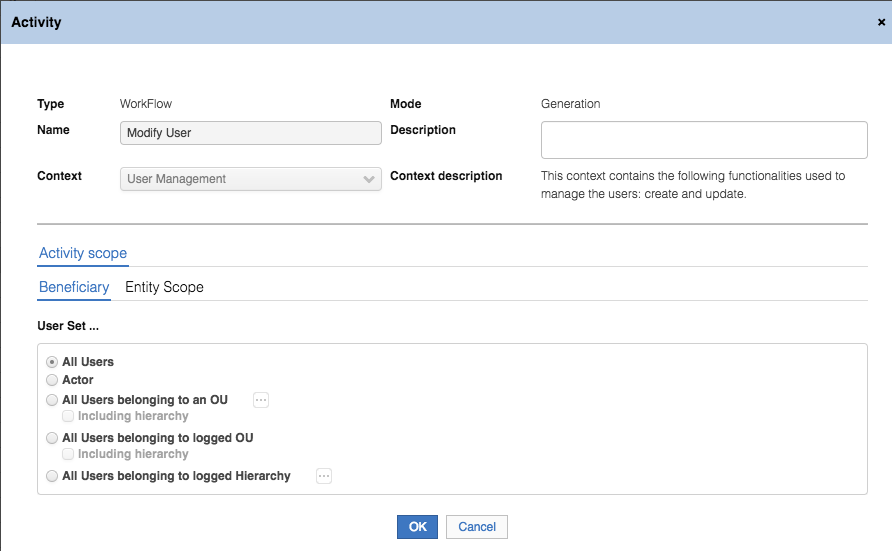 Activity
×
Type WorkFlow Mode Generation
Name Modify User Description
Context User Management Context description This context contains the following functionalities used to
manage the users: create and update.
Activity scope
Beneficiary Entity Scope
User Set ...
All Users
Actor
All Users belonging to an OU ...
Including hierarchy
All Users belonging to logged OU
Including hierarchy
All Users belonging to logged Hierarchy ...
OK Cancel